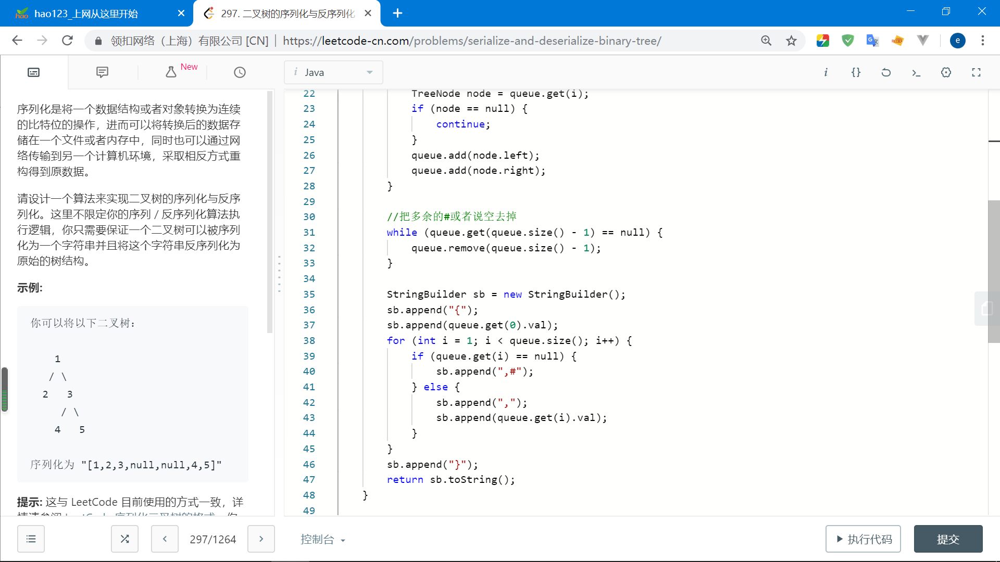 hao123_上网从这里开始
297. 二叉树的序列化与反序列化
领扣网络（上海）有限公司 [CN] | https://leetcode-cn.com/problems/serialize-and-deserialize-binary-tree/
e
New
i Java
序列化是将一个数据结构或者对象转换为连续
的比特位的操作，进而可以将转换后的数据存
储在一个文件或者内存中，同时也可以通过网
络传输到另一个计算机环境，采取相反方式重
构得到原数据。
请设计一个算法来实现二叉树的序列化与反序
列化。这里不限定你的序列 / 反序列化算法执
行逻辑，你只需要保证一个二叉树可以被序列
化为一个字符串并且将这个字符串反序列化为
原始的树结构。
示例:
你可以将以下二叉树：
1
/ \
2   3
/ \
4   5
序列化为 "[1,2,3,null,null,4,5]"
提示: 这与 LeetCode 目前使用的方式一致，详
情请参阅 LeetCode 序列化二叉树的格式。你
22 TreeNode node = queue.get(i);
23 if (node == null) {
24 continue;
25 }
26 queue.add(node.left);
27 queue.add(node.right);
28 }
29
30 //把多余的#或者说空去掉
31 while (queue.get(queue.size() - 1) == null) {
32 queue.remove(queue.size() - 1);
33 }
34
35 StringBuilder sb = new StringBuilder();
36 sb.append("{");
37 sb.append(queue.get(0).val);
38 for (int i = 1; i < queue.size(); i++) {
39 if (queue.get(i) == null) {
40 sb.append(",#");
41 } else {
42 sb.append(",");
43 sb.append(queue.get(i).val);
44 }
45 }
46 sb.append("}");
47 return sb.toString();
48 }
49
297/1264
控制台
执行代码
提交